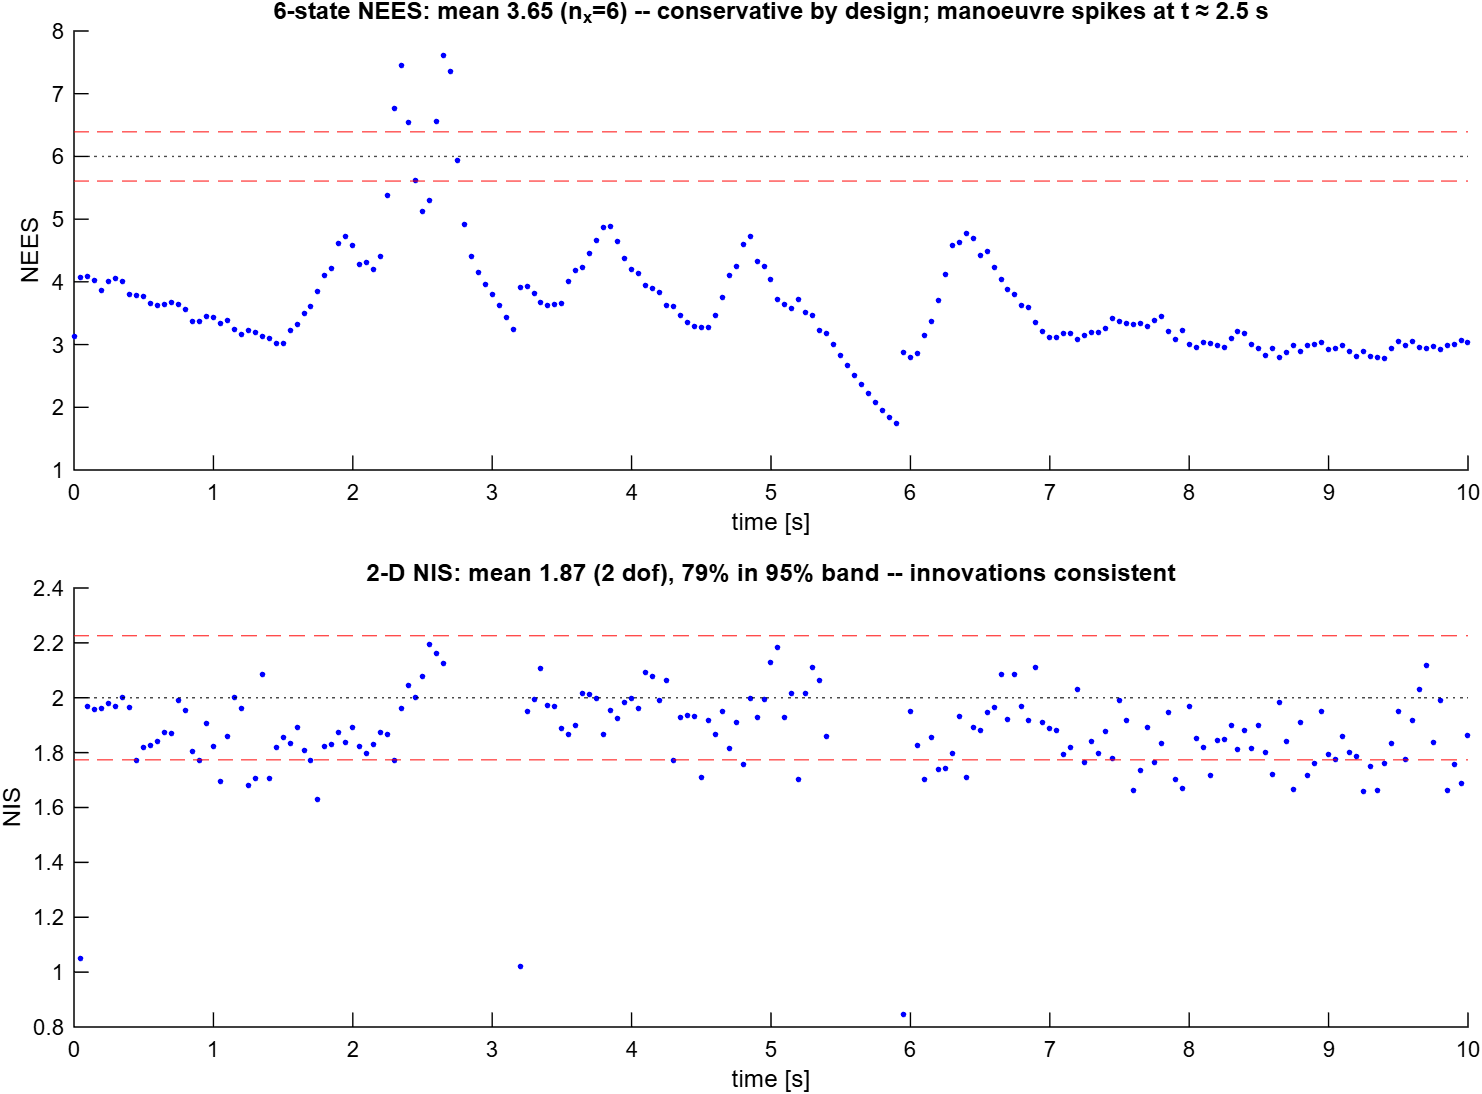 6-state NEES: mean 3.65 (nₓ=6) -- conservative by design; manoeuvre spikes at t ≈ 2.5 s
8
7
6
5
4
3
2
1
NEES
0 1 2 3 4 5 6 7 8 9 10
time [s]
2-D NIS: mean 1.87 (2 dof), 79% in 95% band -- innovations consistent
2.4
2.2
2
1.8
1.6
1.4
1.2
1
0.8
NIS
0 1 2 3 4 5 6 7 8 9 10
time [s]